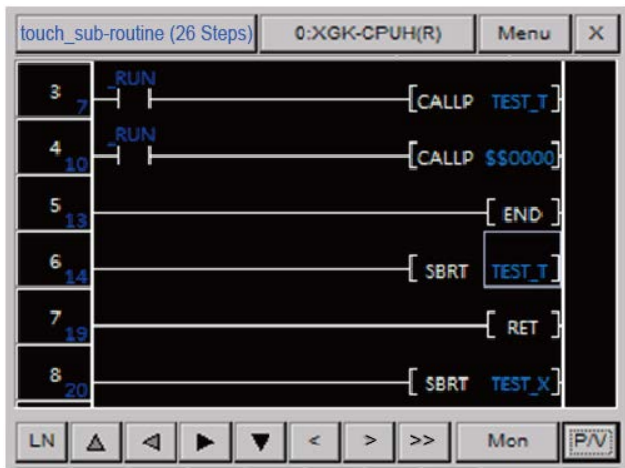 touch_sub-routine (26 Steps) 0:XGK-CPUH(R) Menu X
3 7 _RUN CALLP TEST_T
4 10 _RUN CALLP $S0000
5 13 END
6 14 SBRT TEST_T
7 19 RET
8 20 SBRT TEST_X
LN < > >> Mon P/V